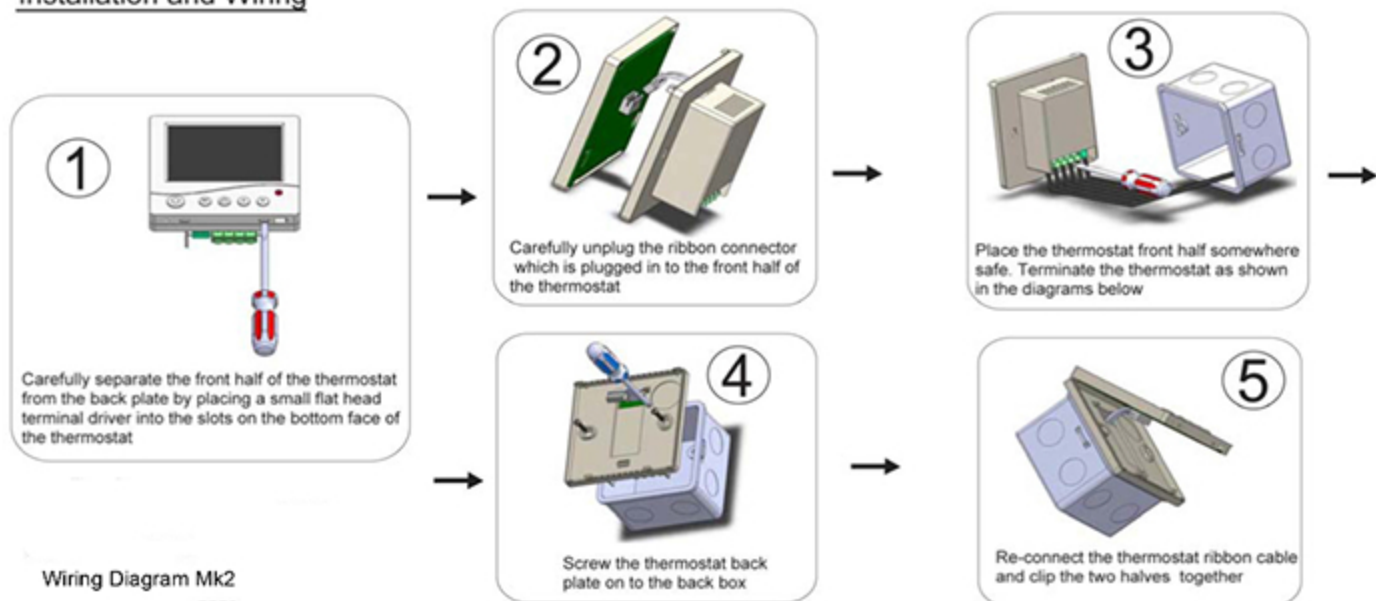 Installation and Wiring
1
Carefully separate the front half of the thermostat
from the back plate by placing a small flat head
terminal driver into the slots on the bottom face of
the thermostat
2
Carefully unplug the ribbon connector
which is plugged in to the front half of
the thermostat
3
Place the thermostat front half somewhere
safe. Terminate the thermostat as shown
in the diagrams below
4
Screw the thermostat back
plate on to the back box
5
Re-connect the thermostat ribbon cable
and clip the two halves together
Wiring Diagram Mk2